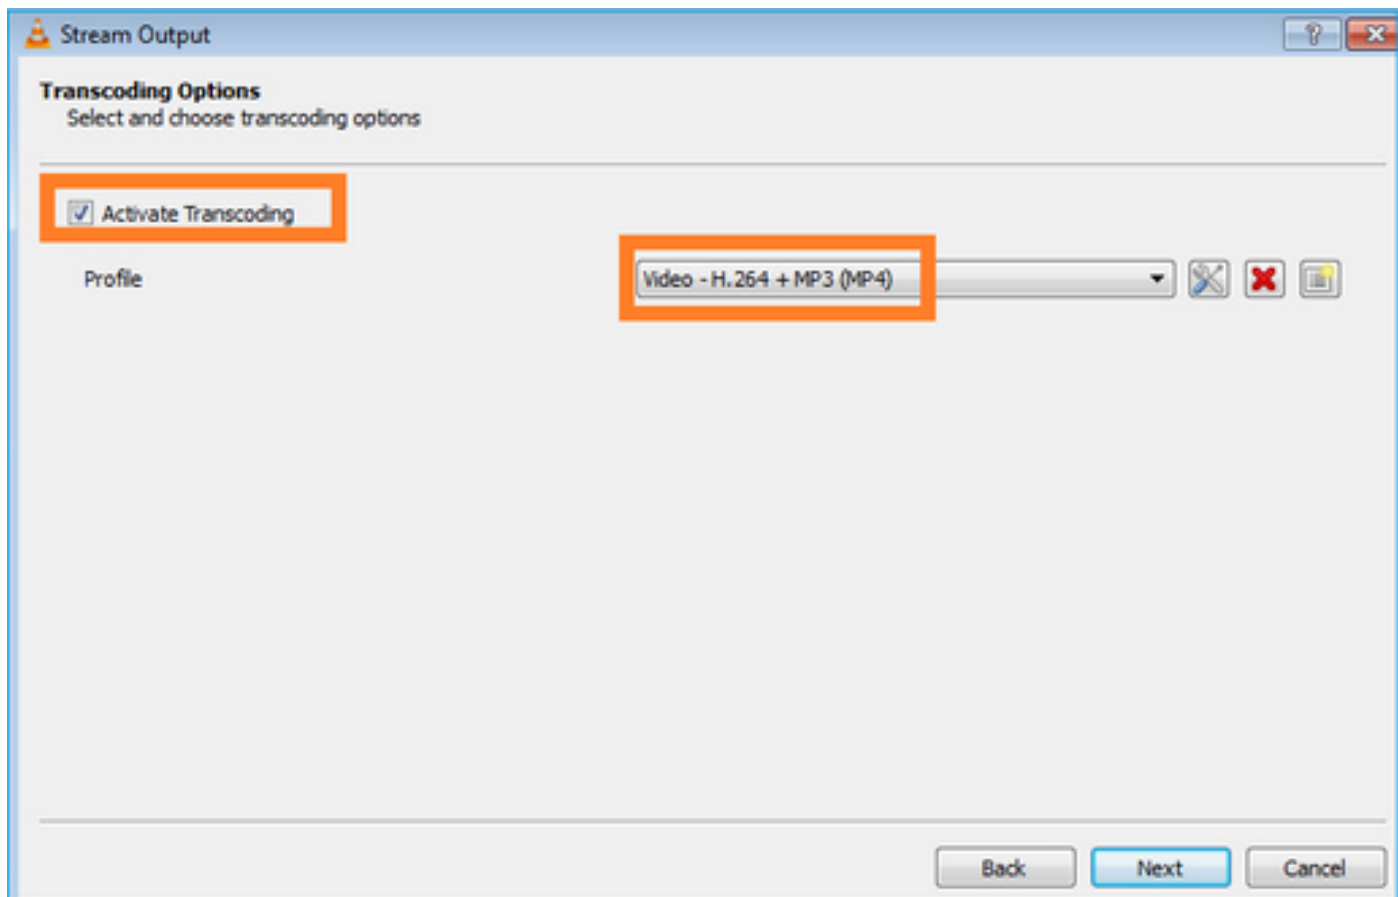 Stream Output
Transcoding Options
Select and choose transcoding options
Activate Transcoding
Profile
Video - H.264 + MP3 (MP4)
Back
Next
Cancel